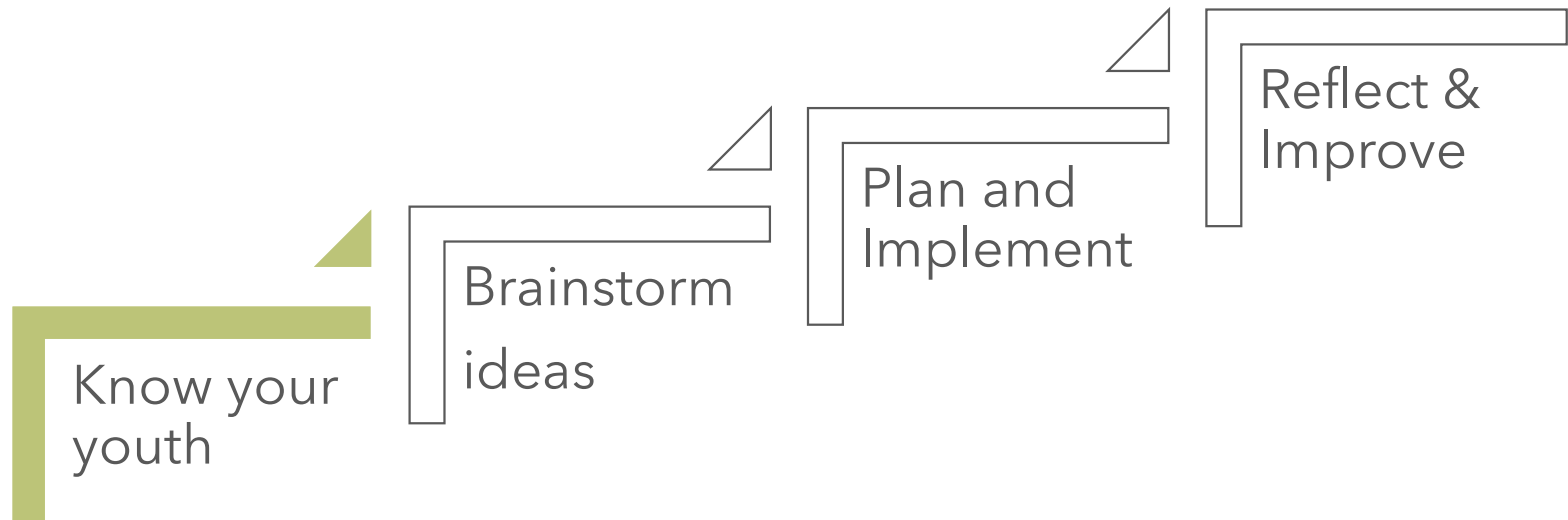 Know your
youth
Brainstorm
ideas
Plan and
Implement
Reflect &
Improve